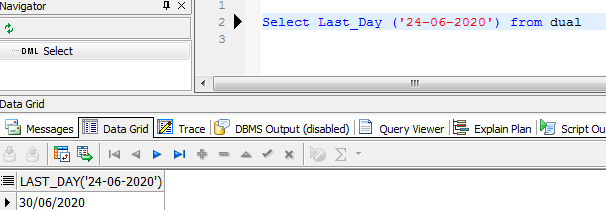 Navigator
DML Select
1
2 Select Last_Day ('24-06-2020') from dual
3
Data Grid
Messages Data Grid Trace DBMS Output (disabled) Query Viewer Explain Plan Script Ou
LAST_DAY('24-06-2020')
30/06/2020